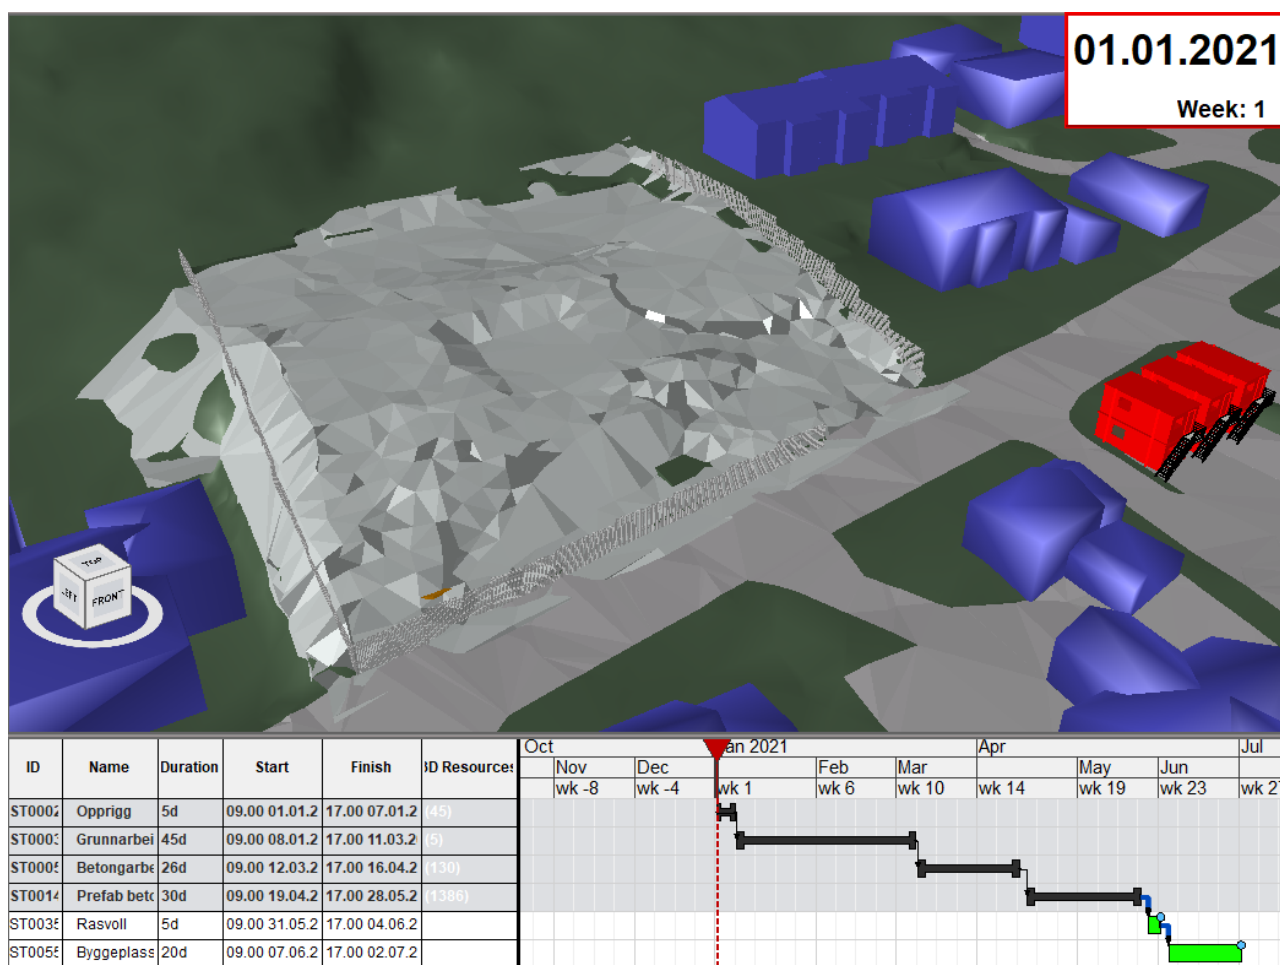 01.01.2021
Week: 1
TOP
LEFT
FRONT
Oct
Jan 2021
Apr
Jul
ID
Name
Duration
Start
Finish
3D Resources
Nov
Dec
Feb
Mar
May
Jun
wk -8
wk -4
wk 1
wk 6
wk 10
wk 14
wk 19
wk 23
wk 27
ST0002 Opprigg 5d 09.00 01.01.2 17.00 07.01.2 (45)
ST0003 Grunnarbei 45d 09.00 08.01.2 17.00 11.03.2 (5)
ST0005 Betongarbe 26d 09.00 12.03.2 17.00 16.04.2 (130)
ST0014 Prefab beto 30d 09.00 19.04.2 17.00 28.05.2 (1386)
ST0035 Rasvoll 5d 09.00 31.05.2 17.00 04.06.2
ST0055 Byggeplass 20d 09.00 07.06.2 17.00 02.07.2